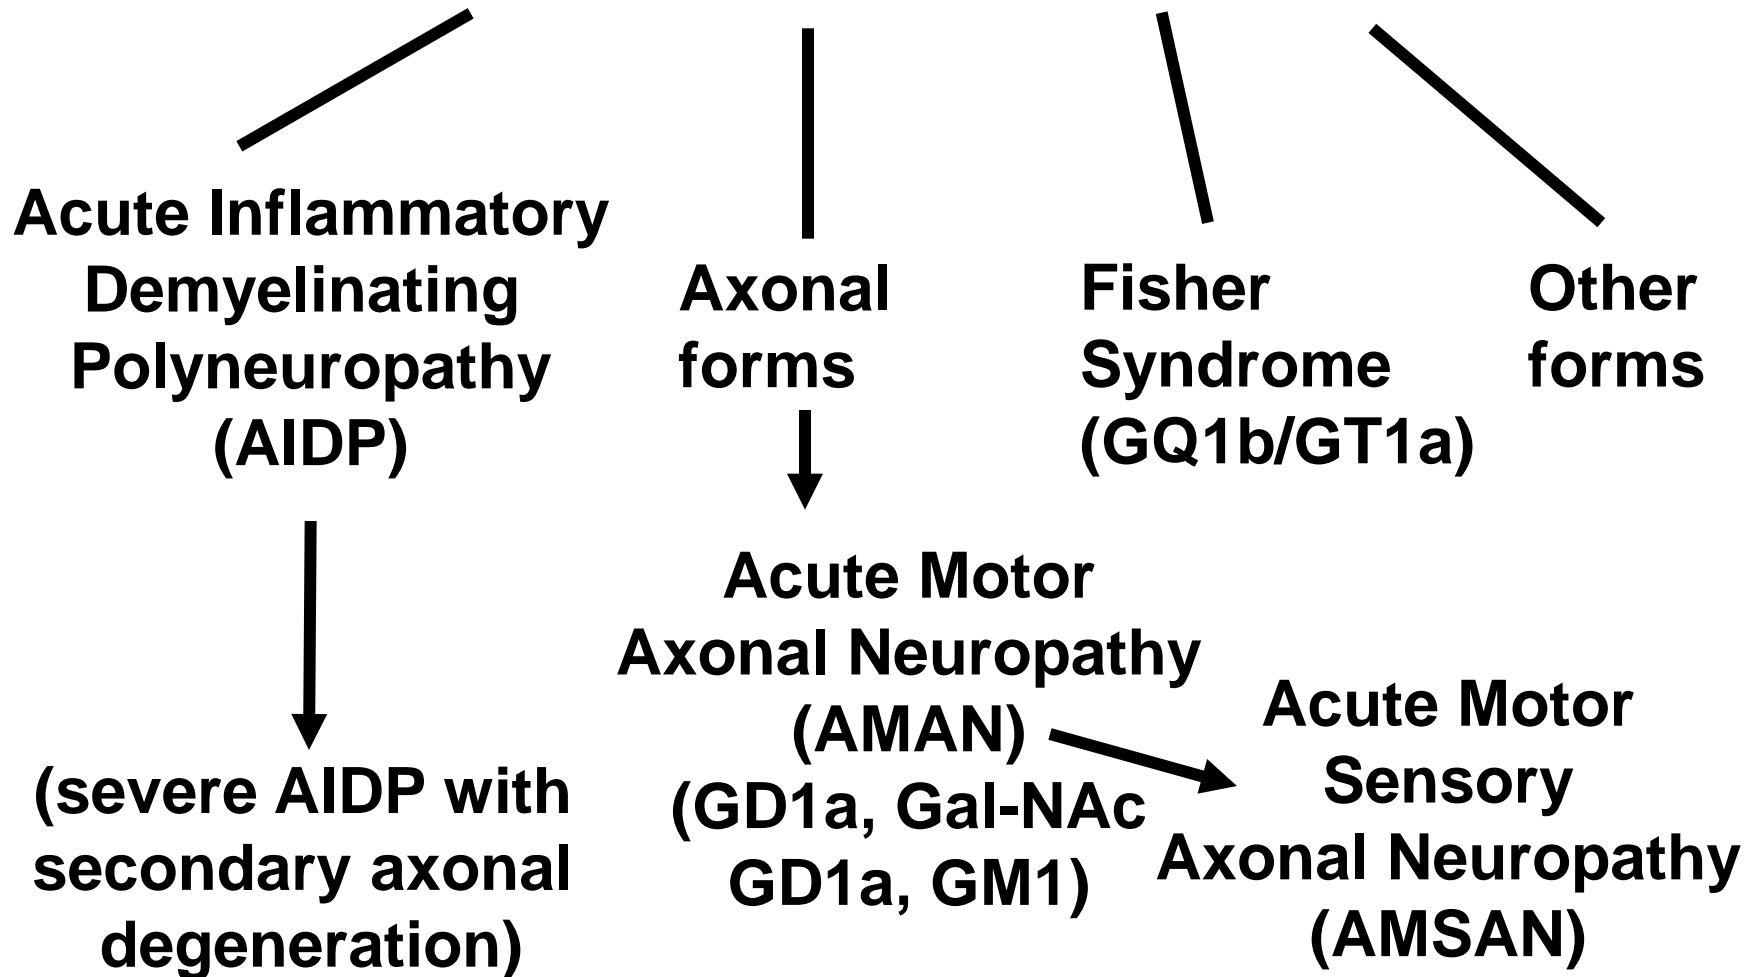 Acute Inflammatory
Demyelinating
Polyneuropathy
(AIDP)
Axonal
forms
Fisher
Syndrome
(GQ1b/GT1a)
Other
forms
(severe AIDP with
secondary axonal
degeneration)
Acute Motor
Axonal Neuropathy
(AMAN)
(GD1a, Gal-NAc
GD1a, GM1)
Acute Motor
Sensory
Axonal Neuropathy
(AMSAN)